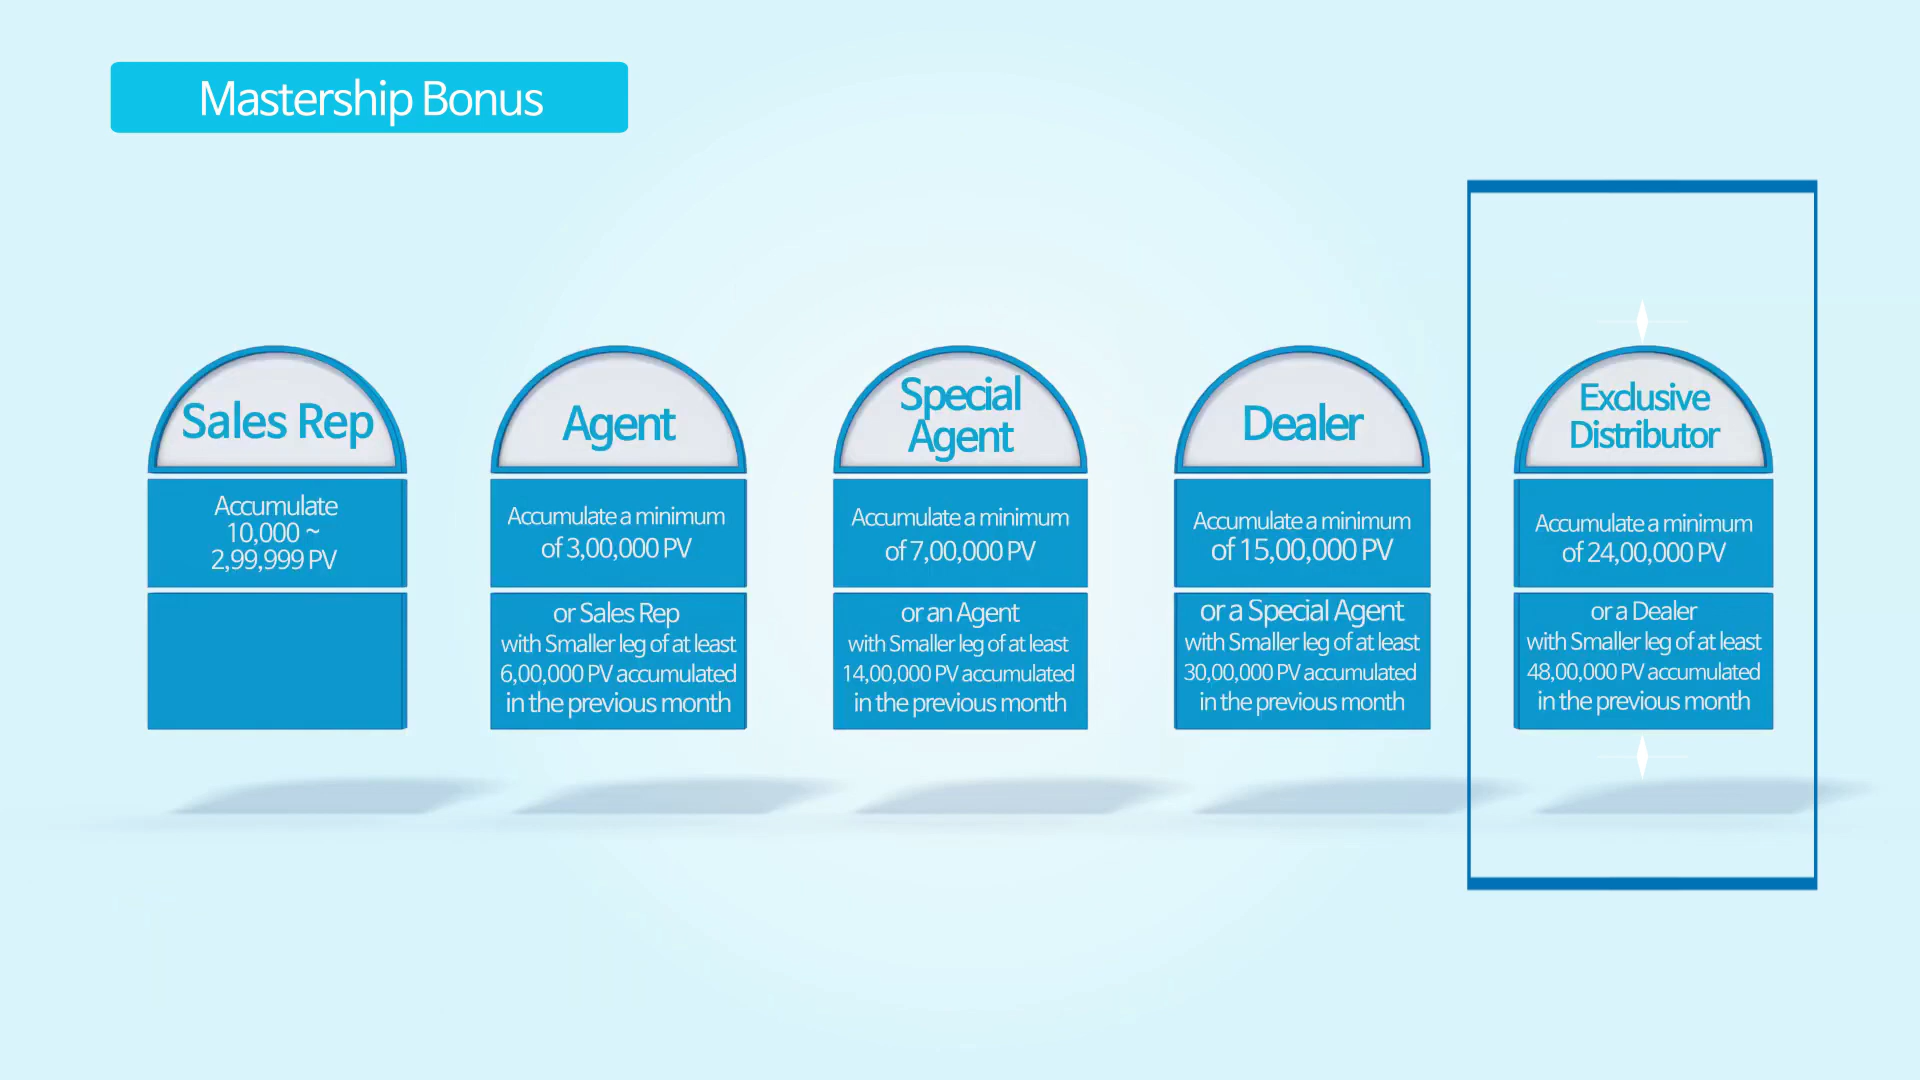 Mastership Bonus
Sales Rep
Accumulate
10,000 ~
2,99,999 PV
Agent
Accumulate a minimum
of 3,00,000 PV
or Sales Rep
with Smaller leg of at least
6,00,000 PV accumulated
in the previous month
Special
Agent
Accumulate a minimum
of 7,00,000 PV
or an Agent
with Smaller leg of at least
14,00,000 PV accumulated
in the previous month
Dealer
Accumulate a minimum
of 15,00,000 PV
or a Special Agent
with Smaller leg of at least
30,00,000 PV accumulated
in the previous month
Exclusive
Distributor
Accumulate a minimum
of 24,00,000 PV
or a Dealer
with Smaller leg of at least
48,00,000 PV accumulated
in the previous month